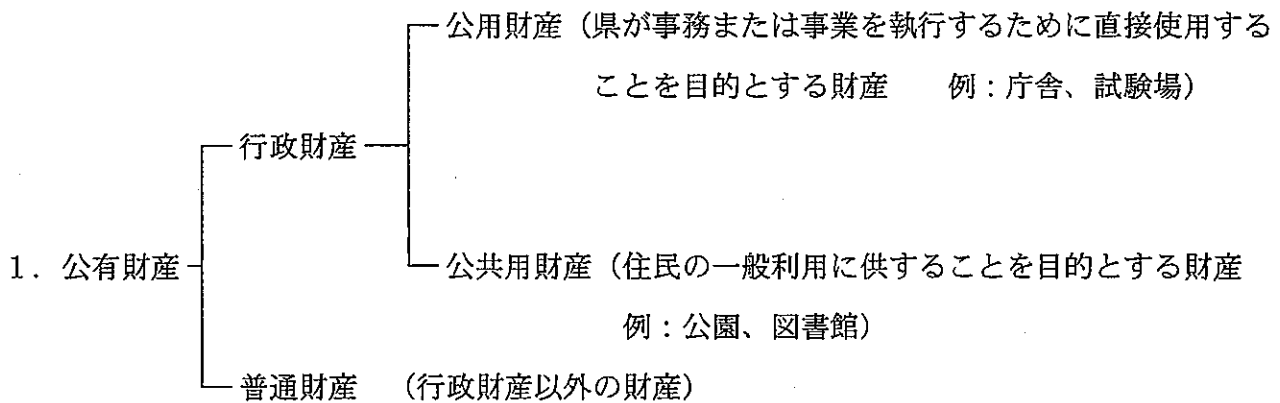 公用財産（県が事務または事業を執行するために直接使用する
ことを目的とする財産　　例：庁舎、試験場）
行政財産
1．公有財産
公共用財産（住民の一般利用に供することを目的とする財産
例：公園、図書館）
普通財産　（行政財産以外の財産）